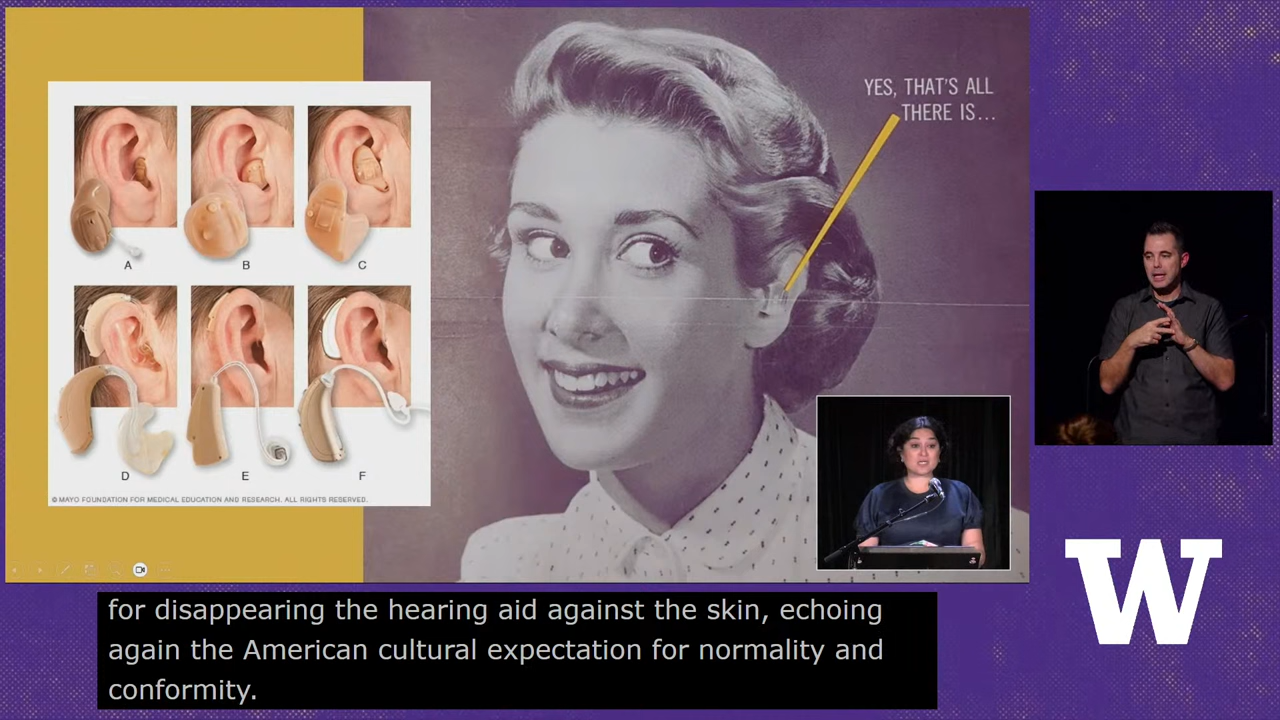 YES, THAT'S ALL
THERE IS...
A
B
C
D
E
F
© MAYO FOUNDATION FOR MEDICAL EDUCATION AND RESEARCH. ALL RIGHTS RESERVED.
W
for disappearing the hearing aid against the skin, echoing
again the American cultural expectation for normality and
conformity.